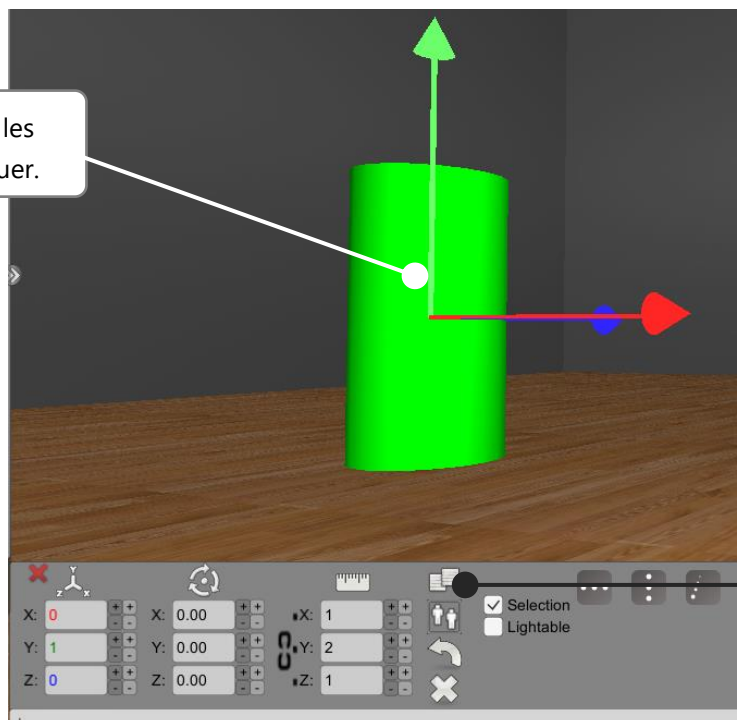 les
uer.
z y x
X: 0 ++ -- X: 0.00 ++ -- X: 1 ++ -- Selection
Lightable
Y: 1 ++ -- Y: 0.00 ++ -- Y: 2 ++ --
Z: 0 ++ -- Z: 0.00 ++ -- Z: 1 ++ --